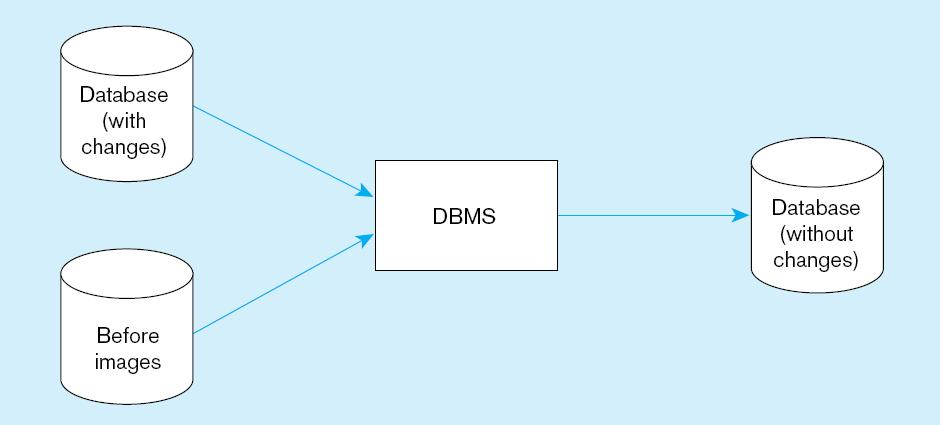 Database
(with
changes)
DBMS
Database
(without
changes)
Before
images